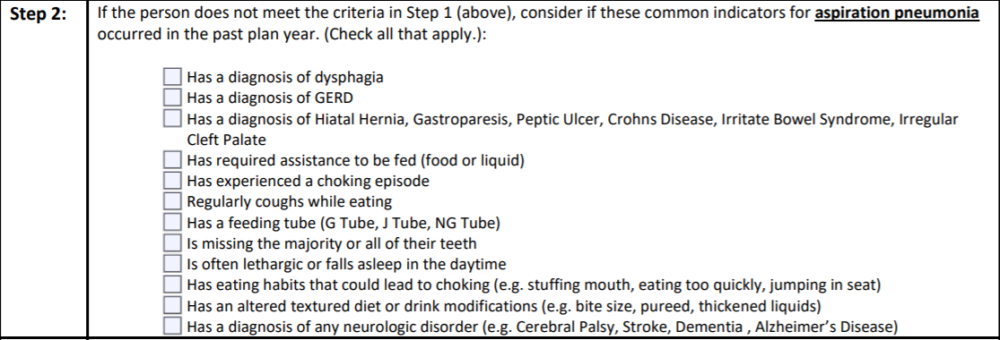 Step 2:
If the person does not meet the criteria in Step 1 (above), consider if these common indicators for aspiration pneumonia
occurred in the past plan year. (Check all that apply.):
Has a diagnosis of dysphagia
Has a diagnosis of GERD
Has a diagnosis of Hiatal Hernia, Gastroparesis, Peptic Ulcer, Crohns Disease, Irritate Bowel Syndrome, Irregular
Cleft Palate
Has required assistance to be fed (food or liquid)
Has experienced a choking episode
Regularly coughs while eating
Has a feeding tube (G Tube, J Tube, NG Tube)
Is missing the majority or all of their teeth
Is often lethargic or falls asleep in the daytime
Has eating habits that could lead to choking (e.g. stuffing mouth, eating too quickly, jumping in seat)
Has an altered textured diet or drink modifications (e.g. bite size, pureed, thickened liquids)
Has a diagnosis of any neurologic disorder (e.g. Cerebral Palsy, Stroke, Dementia , Alzheimer’s Disease)